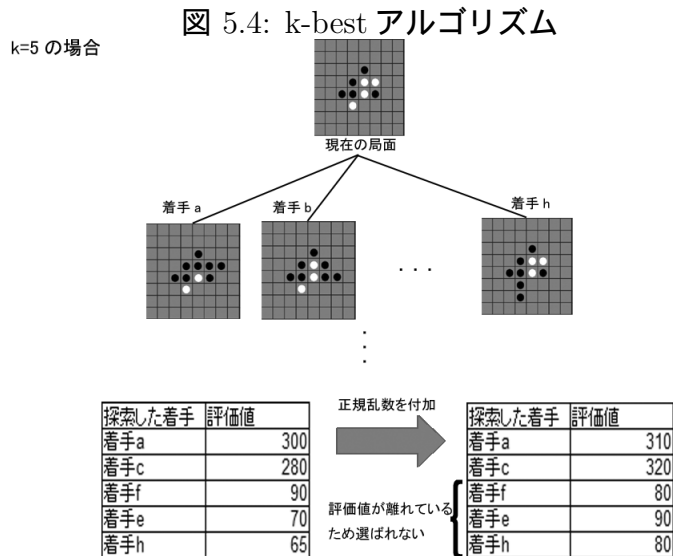 図 5.4: k-best アルゴリズム
k=5 の場合
現在の局面
着手 a
着手 b
着手 h
. . .
探索した着手 評価値
着手a 300
着手c 280
着手f 90
着手e 70
着手h 65
正規乱数を付加
評価値が離れている
ため選ばれない
探索した着手 評価値
着手a 310
着手c 320
着手f 80
着手e 90
着手h 80